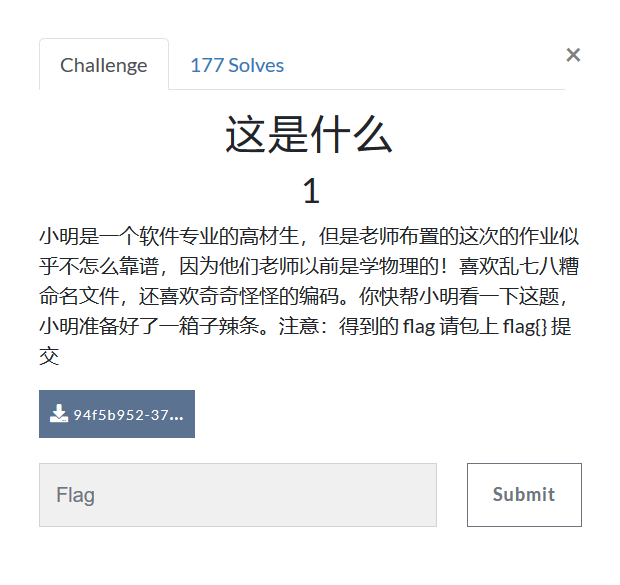 Challenge
177 Solves
×
这是什么
1
小明是一个软件专业的高材生，但是老师布置的这次的作业似
乎不怎么靠谱，因为他们老师以前是学物理的！喜欢乱七八糟
命名文件，还喜欢奇奇怪怪的编码。你快帮小明看一下这题，
小明准备好了一箱子辣条。注意：得到的 flag 请包上 flag{} 提
交
94f5b952-37...
Flag
Submit